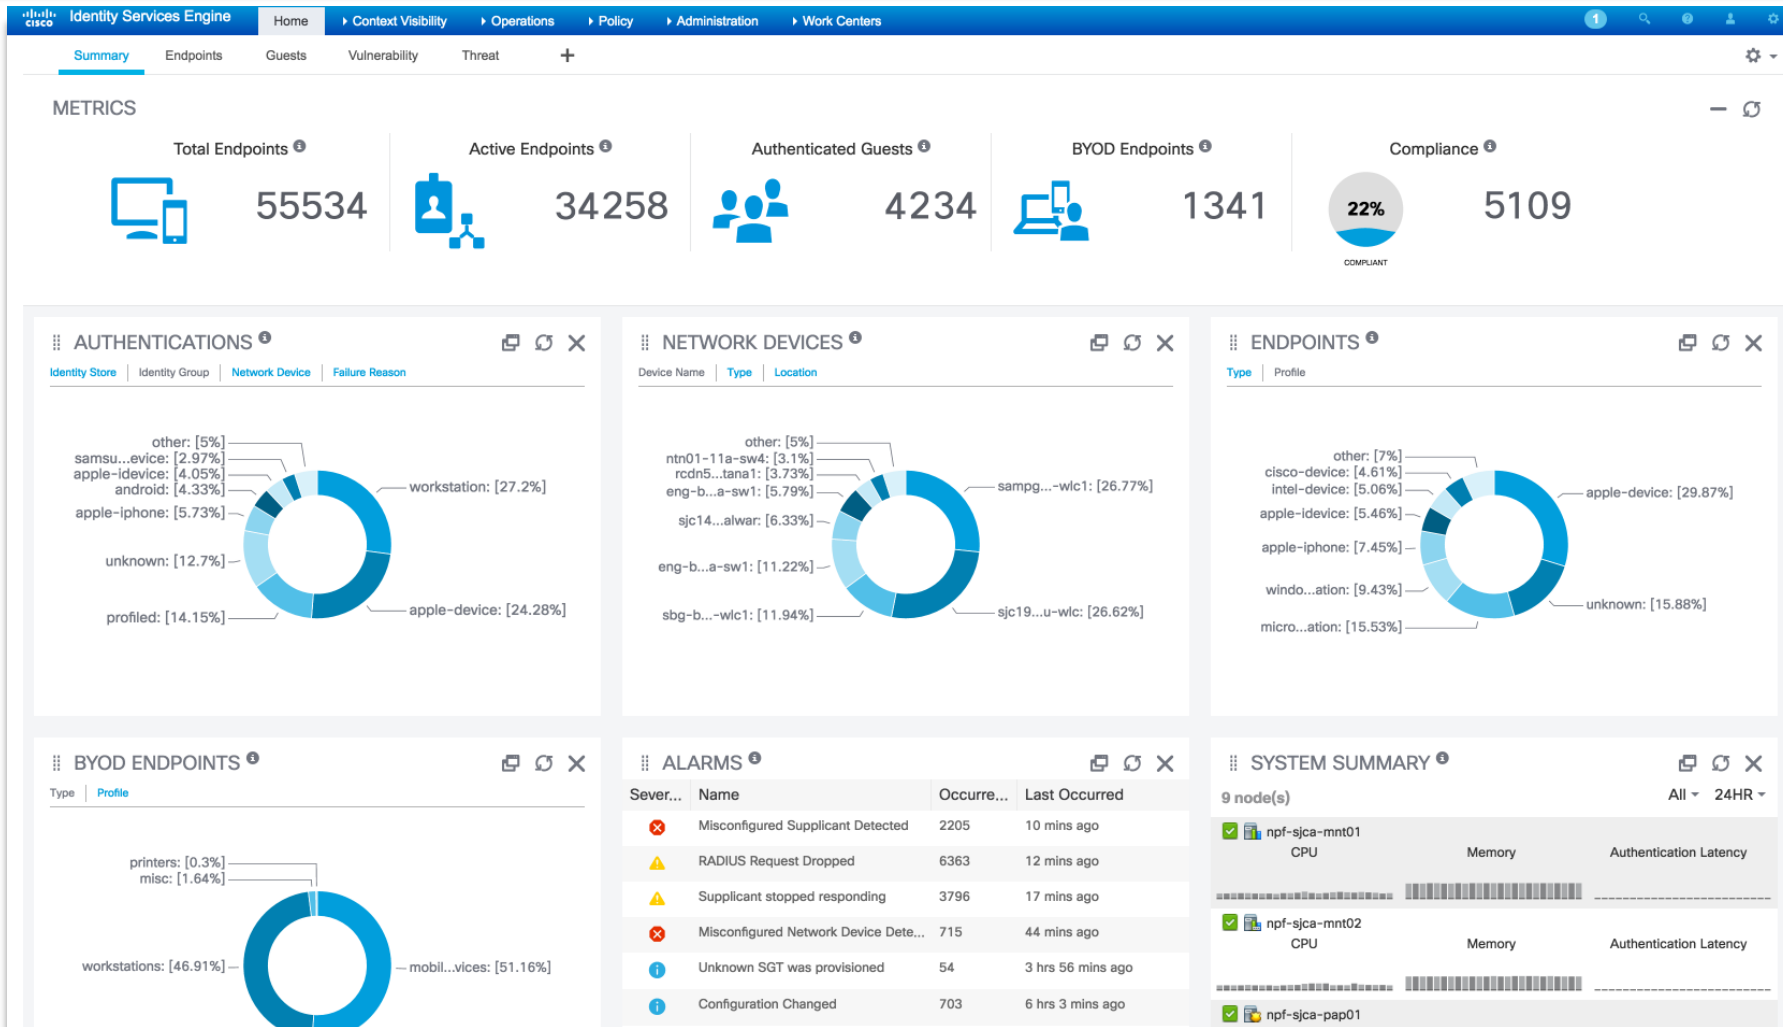 cisco Identity Services Engine Home Context Visibility Operations Policy Administration Work Centers 1
Summary Endpoints Guests Vulnerability Threat +
METRICS
Total Endpoints Active Endpoints Authenticated Guests BYOD Endpoints Compliance
55534 34258 4234 1341 22% 5109
COMPLIANT
AUTHENTICATIONS
Identity Store Identity Group Network Device Failure Reason
other: [5%]
samsu...evice: [2.97%]
apple-idevice: [4.05%]
android: [4.33%]
workstation: [27.2%]
apple-iphone: [5.73%]
unknown: [12.7%]
apple-device: [24.28%]
profiled: [14.15%]
NETWORK DEVICES
Device Name Type Location
other: [5%]
ntn01-11a-sw4: [3.1%]
rcdn5...tana1: [3.73%]
sampg...-wlc1: [26.77%]
eng-b...a-sw1: [5.79%]
sjc14...alwar: [6.33%]
eng-b...a-sw1: [11.22%]
sjc19...u-wlc: [26.62%]
sbg-b...-wlc1: [11.94%]
ENDPOINTS
Type Profile
other: [7%]
cisco-device: [4.61%]
intel-device: [5.06%]
apple-device: [29.87%]
apple-idevice: [5.46%]
apple-iphone: [7.45%]
windo...ation: [9.43%]
unknown: [15.88%]
micro...ation: [15.53%]
BYOD ENDPOINTS
Type Profile
printers: [0.3%]
misc: [1.64%]
workstations: [46.91%]
mobil...vices: [51.16%]
ALARMS
Sever... Name Occurre... Last Occurred
Misconfigured Supplicant Detected 2205 10 mins ago
RADIUS Request Dropped 6363 12 mins ago
Supplicant stopped responding 3796 17 mins ago
Misconfigured Network Device Dete... 715 44 mins ago
Unknown SGT was provisioned 54 3 hrs 56 mins ago
Configuration Changed 703 6 hrs 3 mins ago
SYSTEM SUMMARY
9 node(s) All 24HR
npf-sjca-mnt01
CPU Memory Authentication Latency
npf-sjca-mnt02
CPU Memory Authentication Latency
npf-sjca-pap01